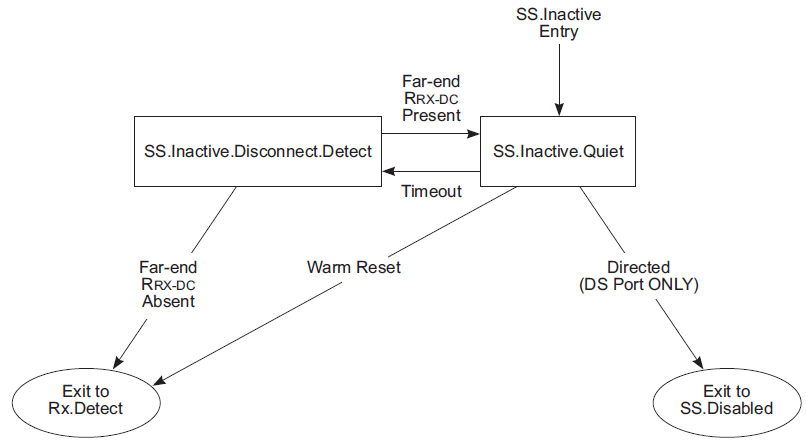 SS.Inactive
Entry
Far-end
RRX-DC
Present
SS.Inactive.Disconnect.Detect
SS.Inactive.Quiet
Timeout
Far-end
RRX-DC
Absent
Warm Reset
Directed
(DS Port ONLY)
Exit to
Rx.Detect
Exit to
SS.Disabled